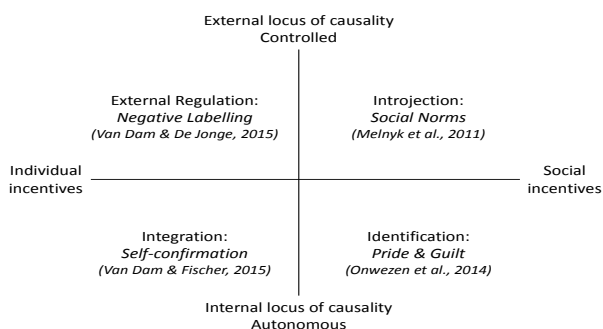 External locus of causality
Controlled
External Regulation:
Negative Labelling
(Van Dam & De Jonge, 2015)
Introjection:
Social Norms
(Melnyk et al., 2011)
Individual
incentives
Social
incentives
Integration:
Self-confirmation
(Van Dam & Fischer, 2015)
Identification:
Pride & Guilt
(Onwezen et al., 2014)
Internal locus of causality
Autonomous